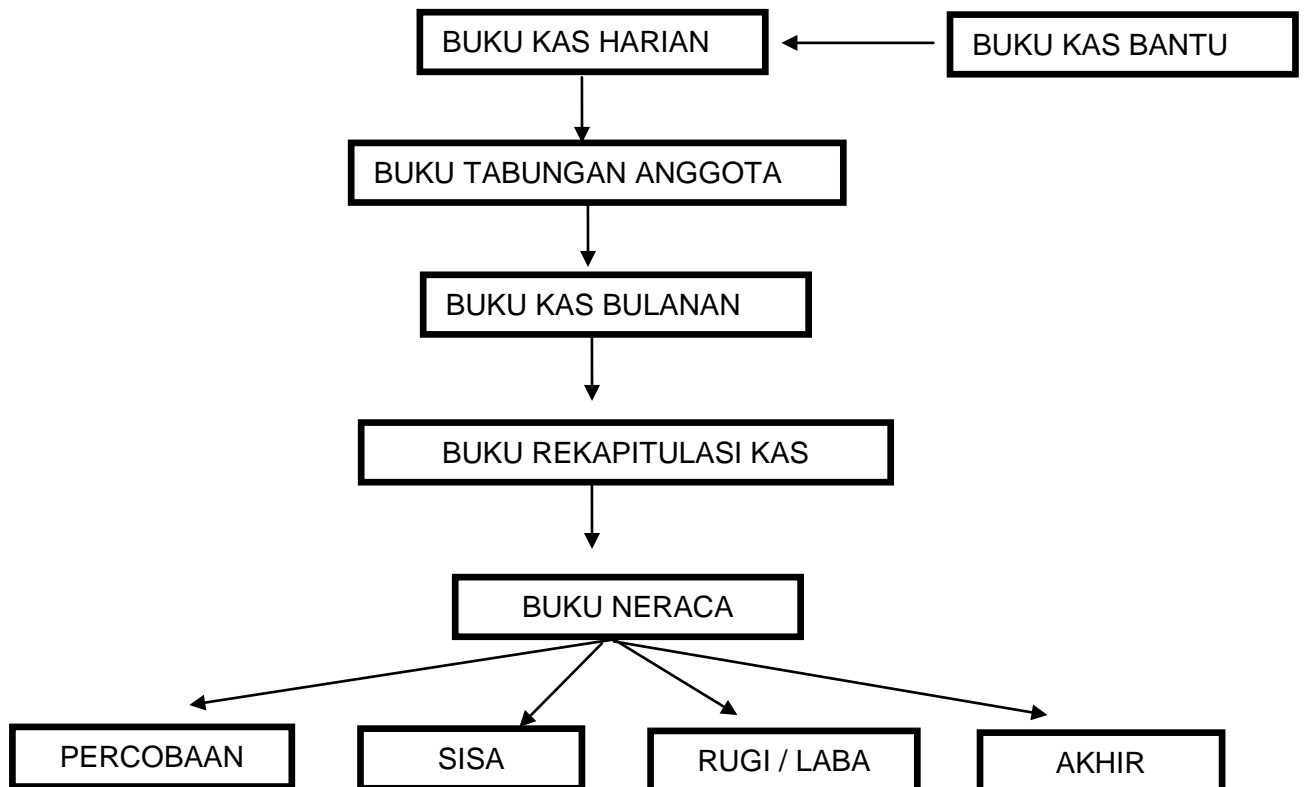 BUKU KAS HARIAN
BUKU KAS BANTU
BUKU TABUNGAN ANGGOTA
BUKU KAS BULANAN
BUKU REKAPITULASI KAS
BUKU NERACA
PERCOBAAN
SISA
RUGI / LABA
AKHIR